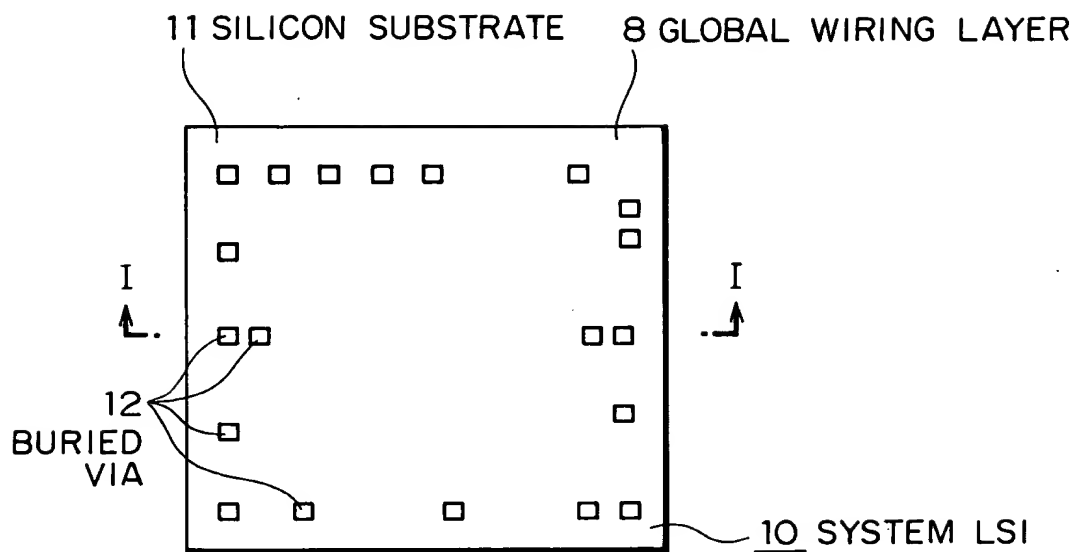 11 SILICON SUBSTRATE
8 GLOBAL WIRING LAYER
I
I
12
BURIED
VIA
10 SYSTEM LSI